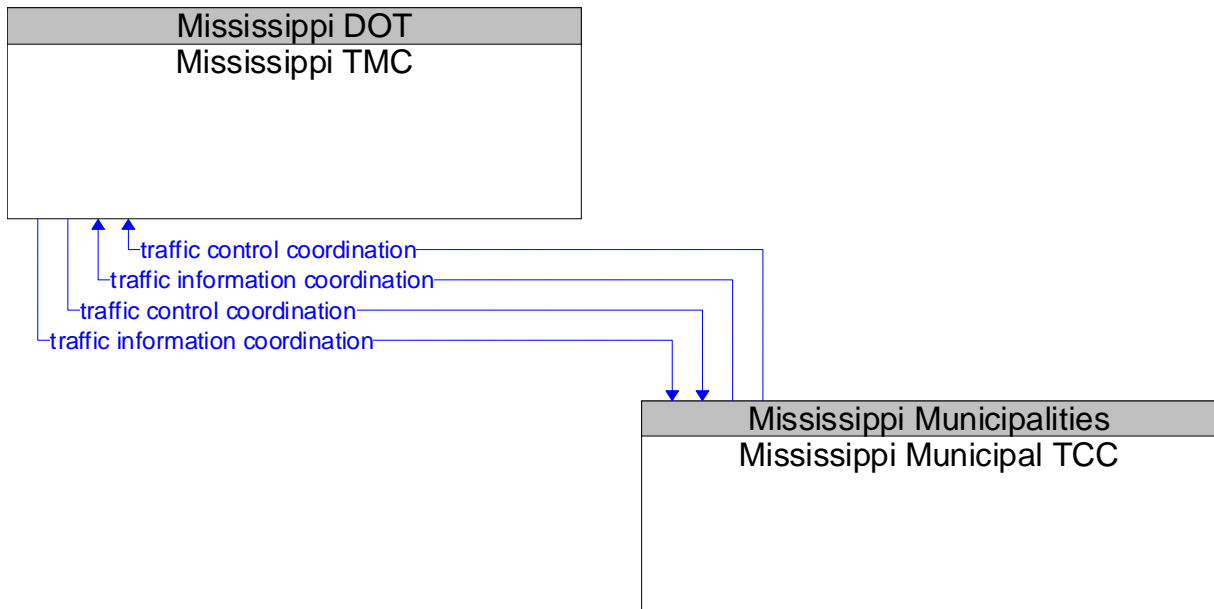 Mississippi DOT
Mississippi TMC
traffic control coordination
traffic information coordination
traffic control coordination
traffic information coordination
Mississippi Municipalities
Mississippi Municipal TCC